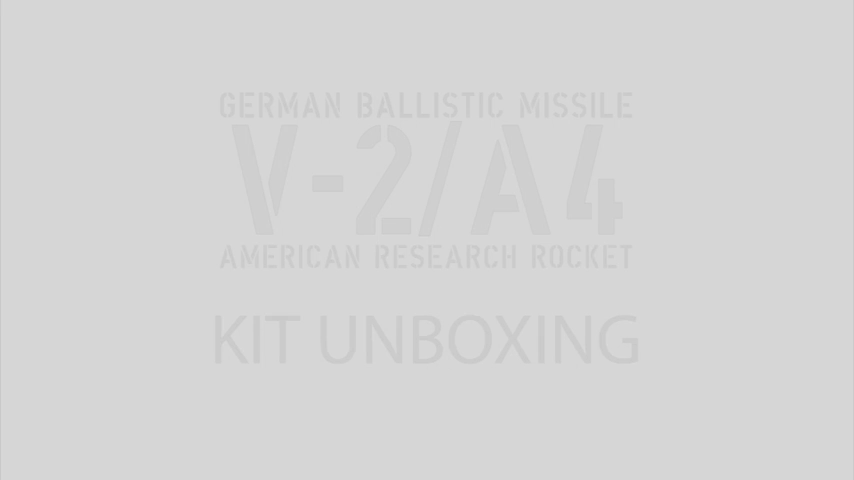 GERMAN BALLISTIC MISSILE
V-2/A4
AMERICAN RESEARCH ROCKET
KIT UNBOXING